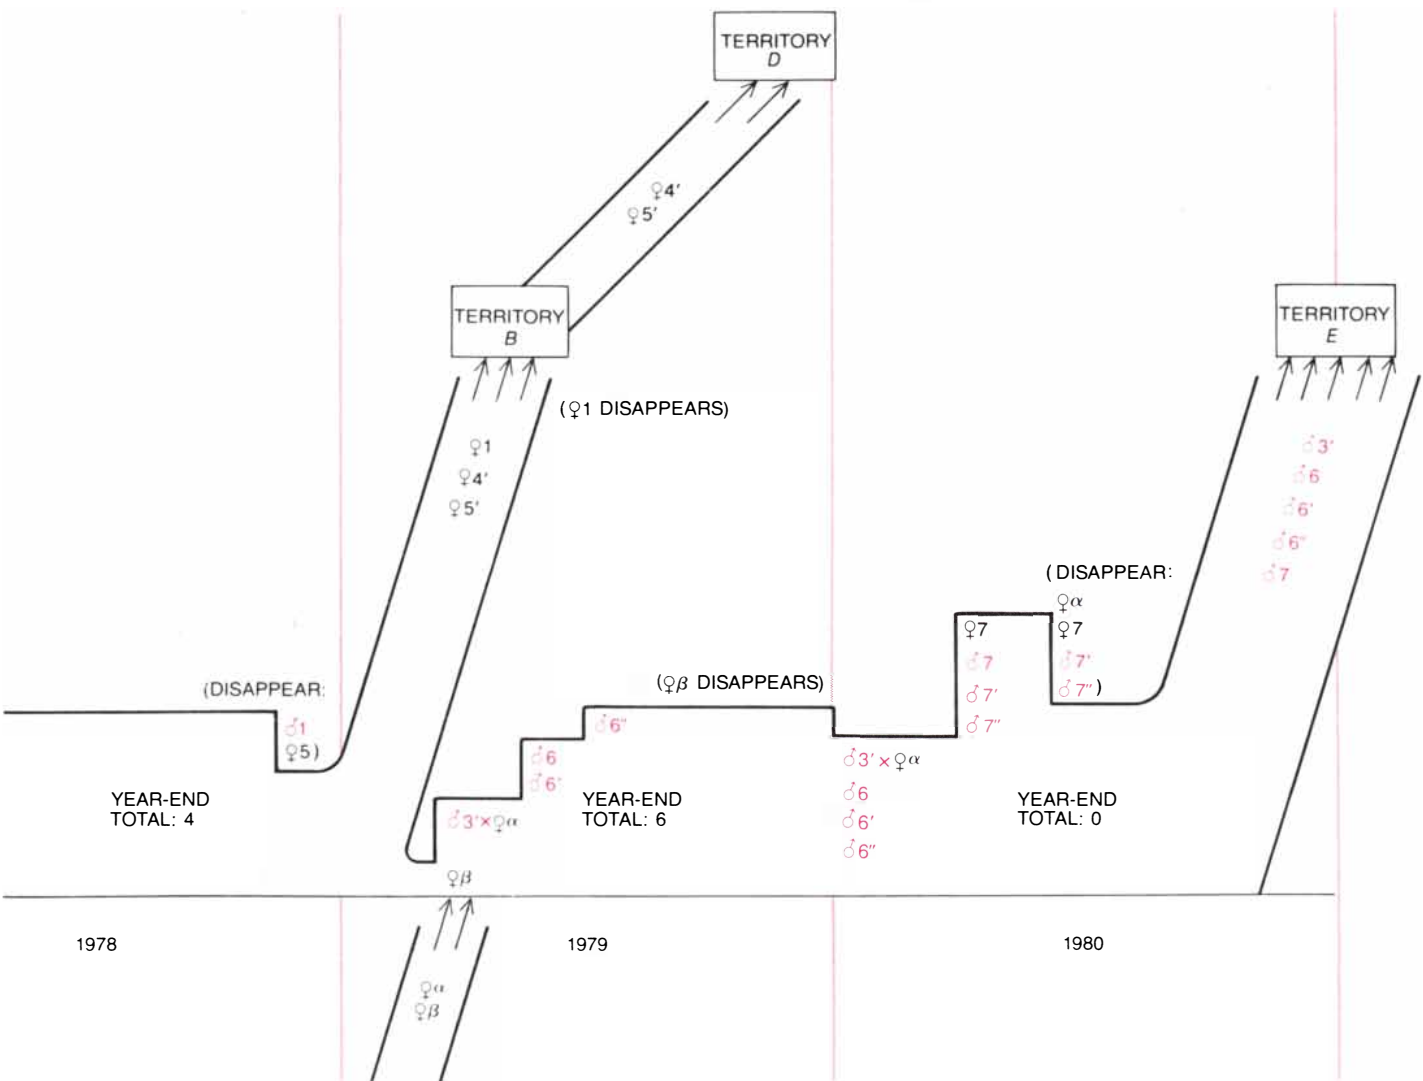 TERRITORY
D
♀4′
♀5′
TERRITORY
B
TERRITORY
E
(♀1 DISAPPEARS)
♀1
♀4′
♀5′
♂3′
♂6
♂6′
♂6″
♂7
(DISAPPEAR:
♀α
♀7
♂7′
♂7″)
♀7
♂7
♂7′
♂7″
(DISAPPEAR:
♂1
♀5)
(♀β DISAPPEARS)
♂6″
♂6
♂6′
♂3′×♀α
♂3′×♀α
♂6
♂6′
♂6″
YEAR-END
TOTAL: 4
YEAR-END
TOTAL: 6
YEAR-END
TOTAL: 0
♀β
1978
1979
1980
♀α
♀β